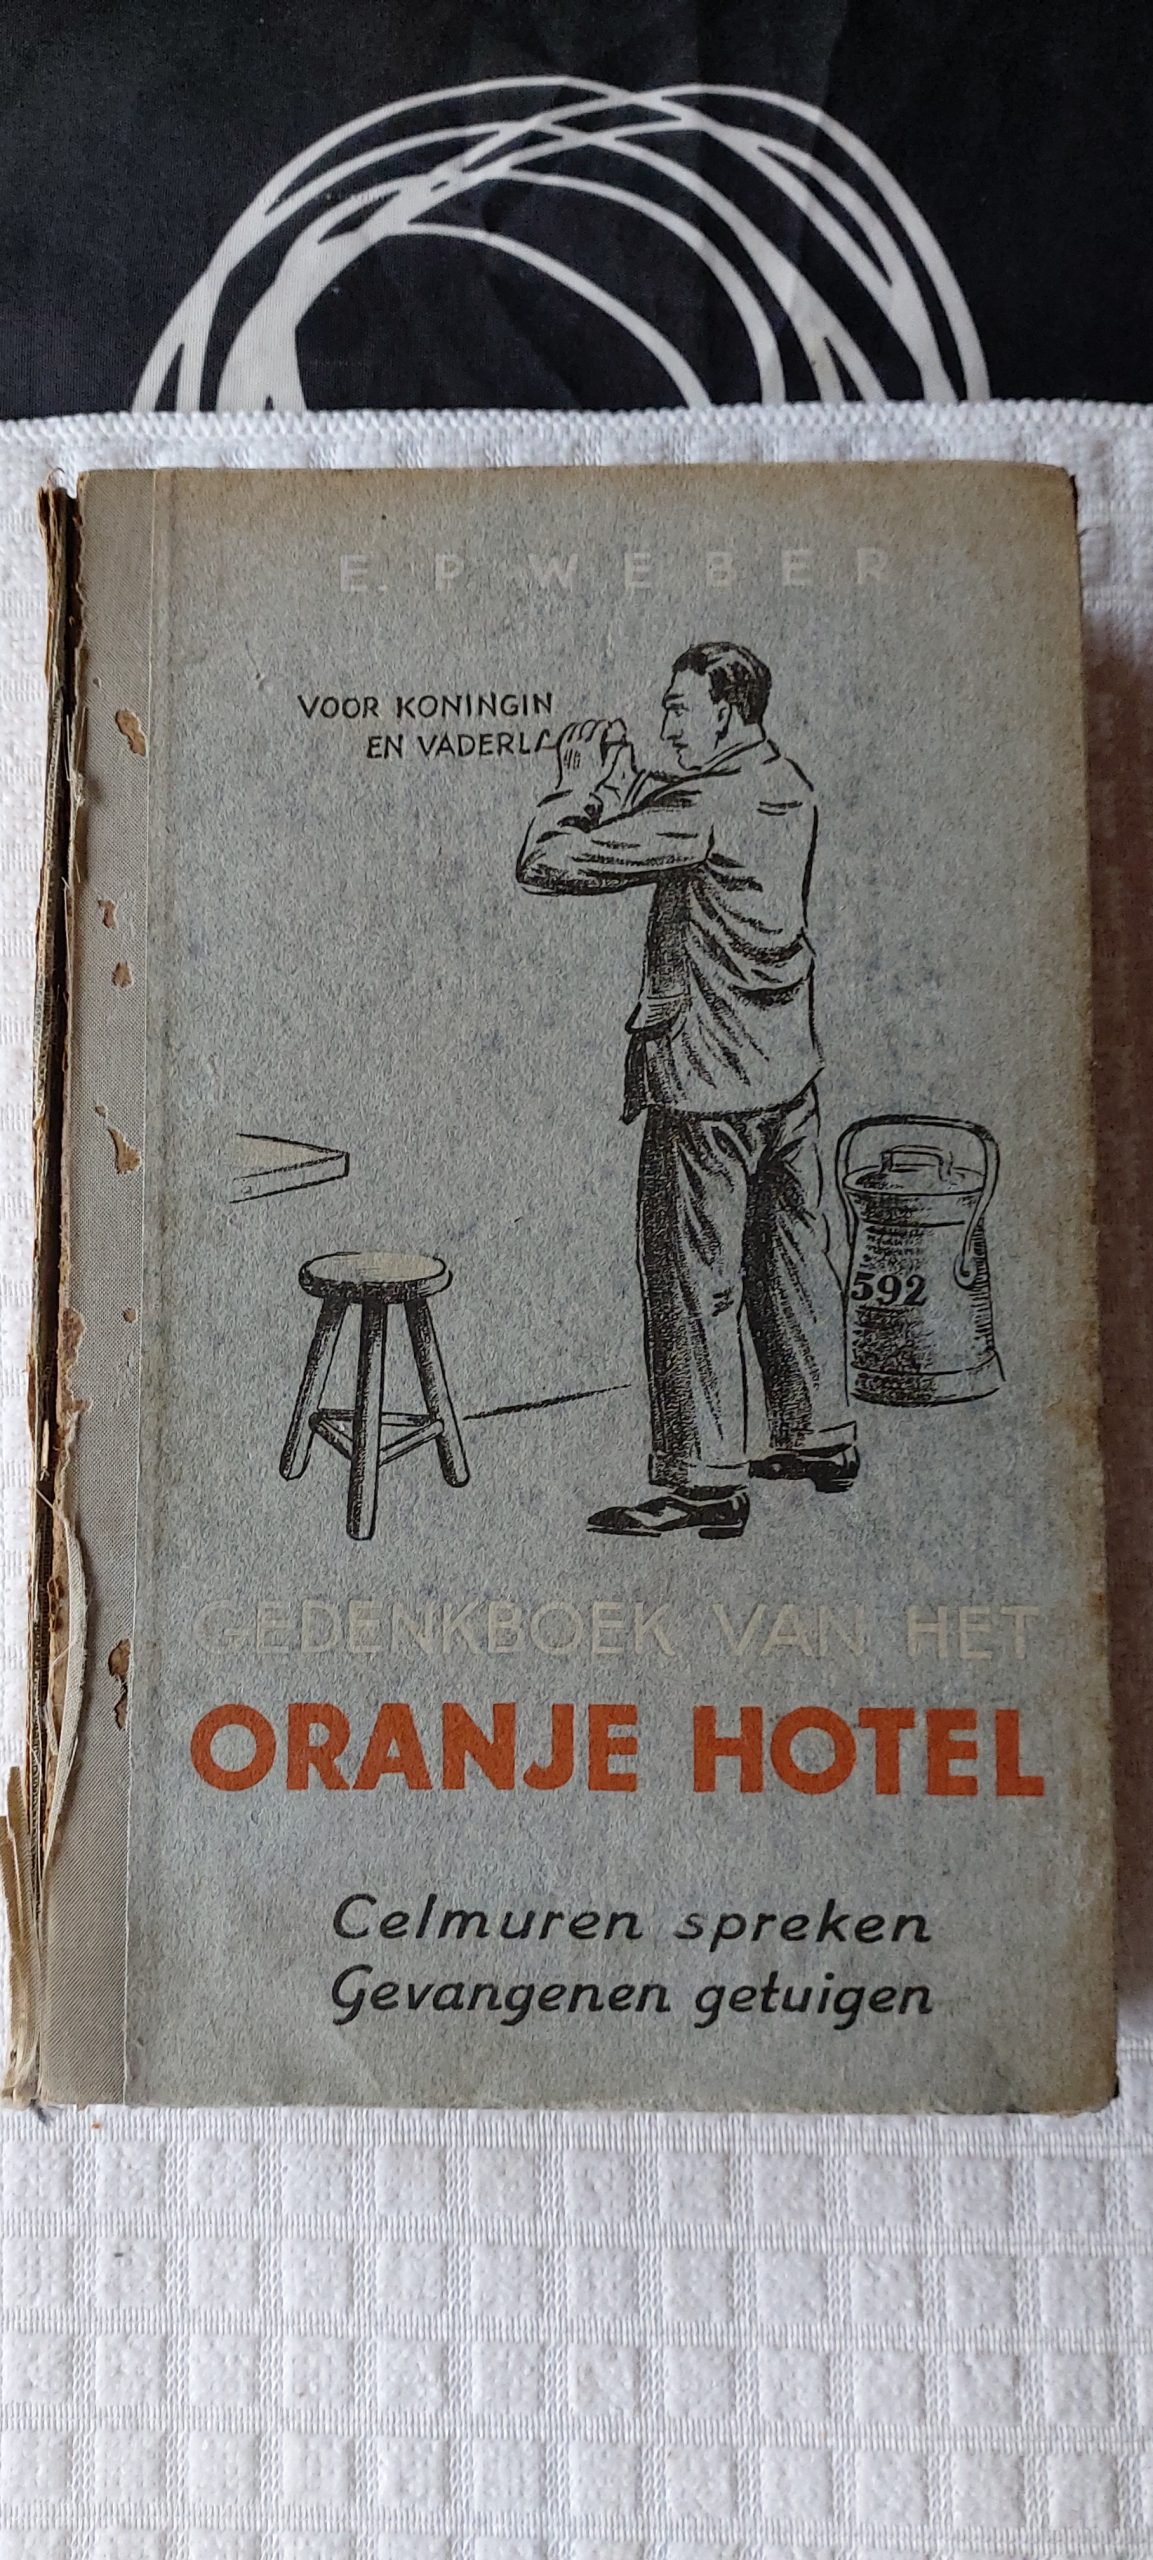 E. P. WEBER
VOOR KONINGIN
EN VADERL
592
GEDENKBOEK VAN HET
ORANJE HOTEL
Celmuren spreken
Gevangenen getuigen